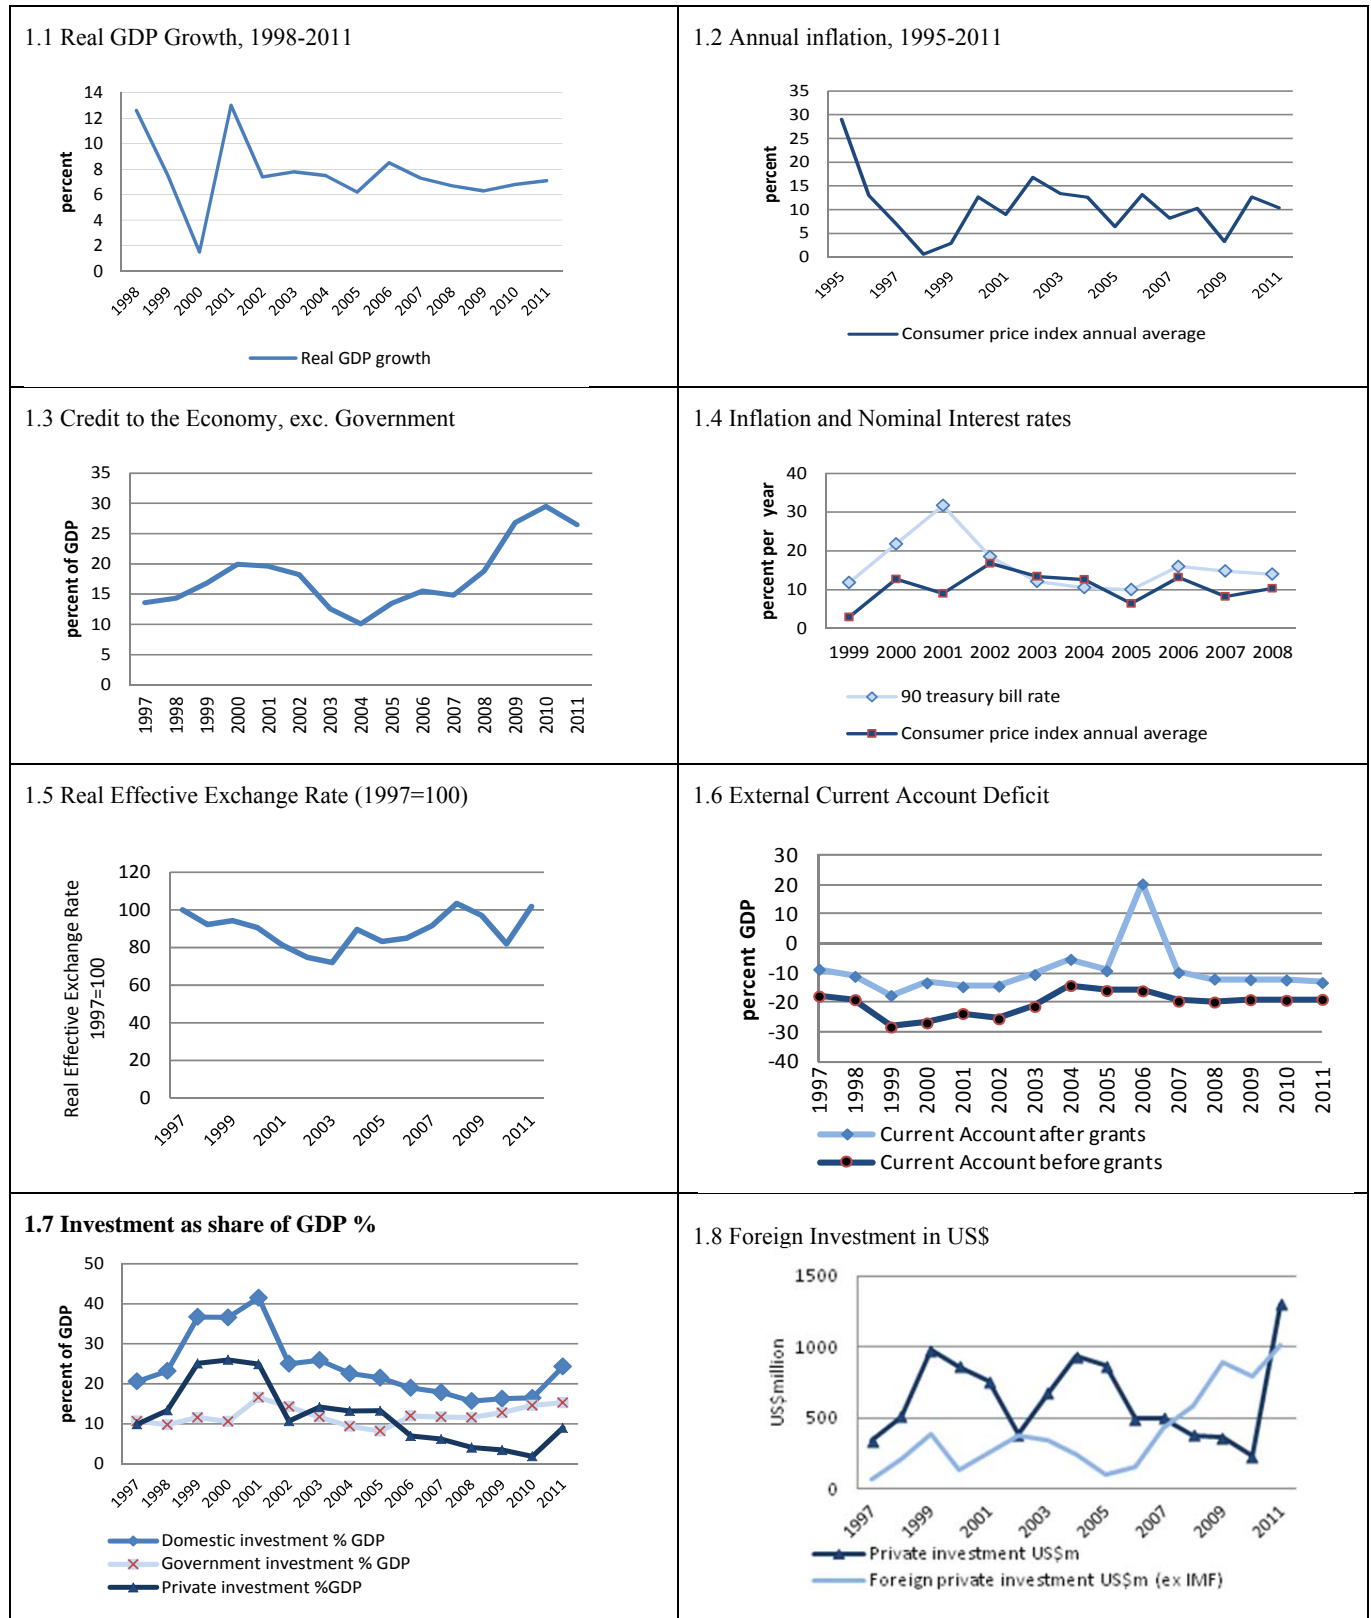 1.1 Real GDP Growth, 1998-2011
14
12
10
8
6
4
2
0
percent
1998 1999 2000 2001 2002 2003 2004 2005 2006 2007 2008 2009 2010 2011
Real GDP growth
1.2 Annual inflation, 1995-2011
35
30
25
20
15
10
5
0
percent
1995 1997 1999 2001 2003 2005 2007 2009 2011
Consumer price index annual average
1.3 Credit to the Economy, exc. Government
35
30
25
20
15
10
5
0
percent of GDP
1997 1998 1999 2000 2001 2002 2003 2004 2005 2006 2007 2008 2009 2010 2011
1.4 Inflation and Nominal Interest rates
40
30
20
10
0
percent per year
1999 2000 2001 2002 2003 2004 2005 2006 2007 2008
90 treasury bill rate
Consumer price index annual average
1.5 Real Effective Exchange Rate (1997=100)
120
100
80
60
40
20
0
Real Effective Exchange Rate
1997=100
1997 1999 2001 2003 2005 2007 2009 2011
1.6 External Current Account Deficit
30
20
10
0
-10
-20
-30
-40
percent GDP
1997 1998 1999 2000 2001 2002 2003 2004 2005 2006 2007 2008 2009 2010 2011
Current Account after grants
Current Account before grants
1.7 Investment as share of GDP %
50
40
30
20
10
0
percent of GDP
1997 1998 1999 2000 2001 2002 2003 2004 2005 2006 2007 2008 2009 2010 2011
Domestic investment % GDP
Government investment % GDP
Private investment %GDP
1.8 Foreign Investment in US$
1500
1000
500
0
US$million
1997 1999 2001 2003 2005 2007 2009 2011
Private investment US$m
Foreign private investment US$m (ex IMF)